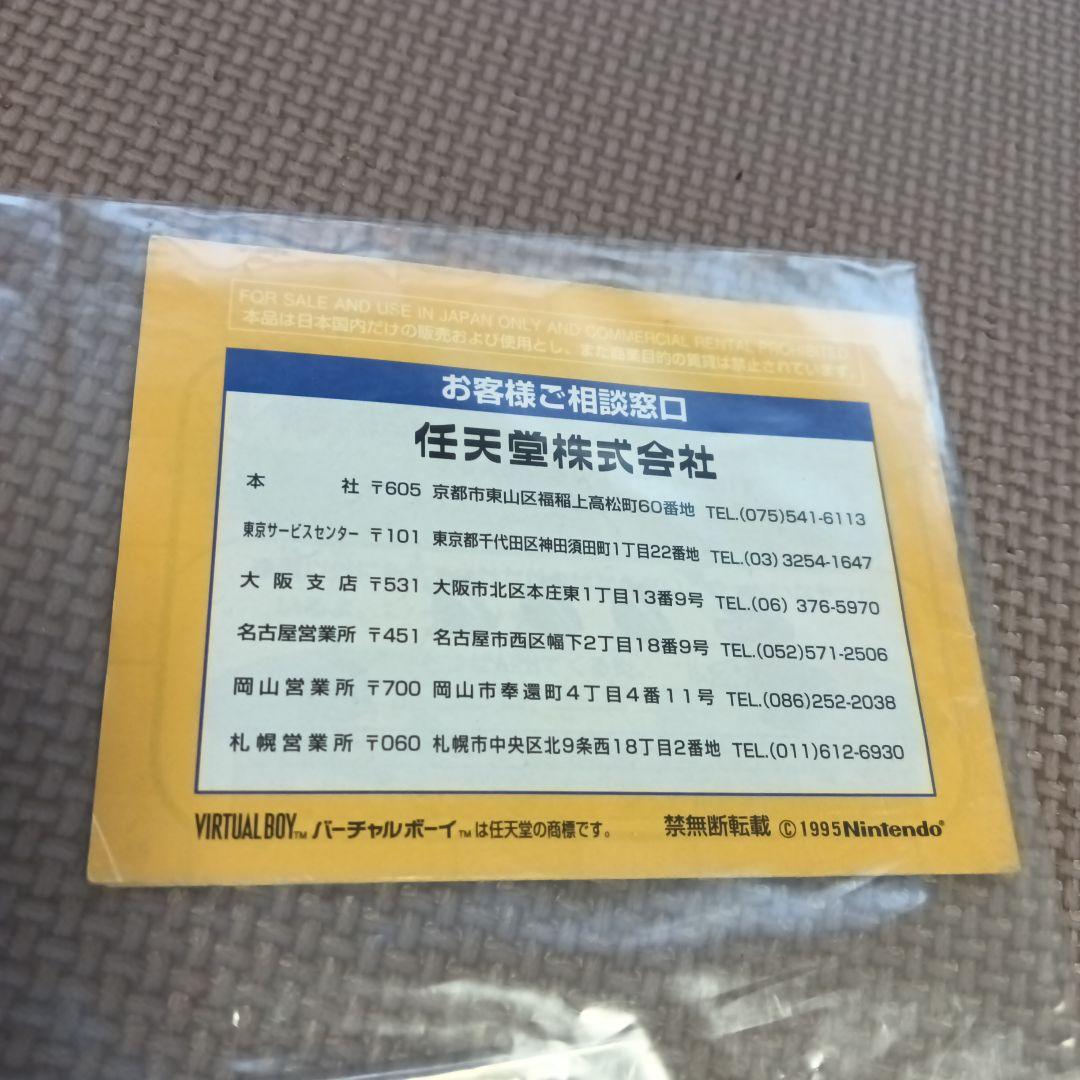 FOR SALE AND USE IN JAPAN ONLY AND COMMERCIAL RENTAL PROHIBITED
本品は日本国内だけの販売および使用とし、また商業目的の賃貸は禁止されています。
お客様ご相談窓口
任天堂株式会社
本社 〒605 京都市東山区福稲上高松町60番地 TEL.(075)541-6113
東京サービスセンター 〒101 東京都千代田区神田須田町1丁目22番地 TEL.(03)3254-1647
大阪支店 〒531 大阪市北区本庄東1丁目13番9号 TEL.(06) 376-5970
名古屋営業所 〒451 名古屋市西区幅下2丁目18番9号 TEL.(052)571-2506
岡山営業所 〒700 岡山市奉還町4丁目4番11号 TEL.(086)252-2038
札幌営業所 〒060 札幌市中央区北9条西18丁目2番地 TEL.(011)612-6930
VIRTUAL BOY™ バーチャルボーイ™は任天堂の商標です。 禁無断転載 ©1995Nintendo®